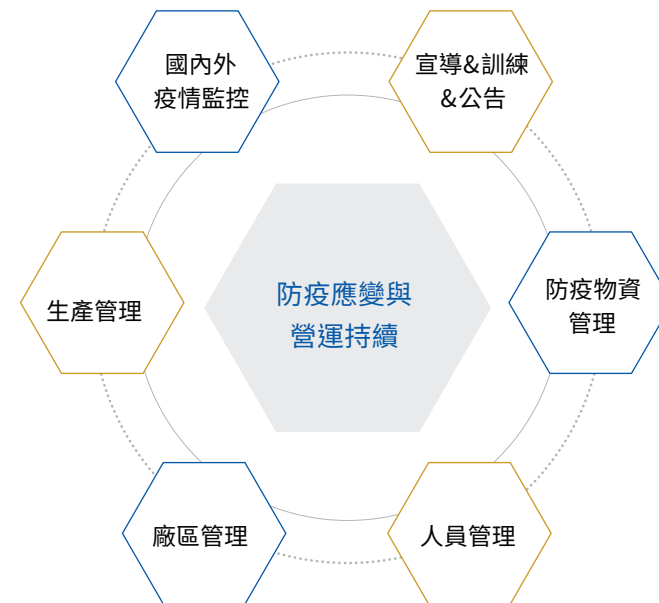 國內外
疫情監控
宣導&訓練
&公告
防疫物資
管理
人員管理
廠區管理
生產管理
防疫應變與
營運持續